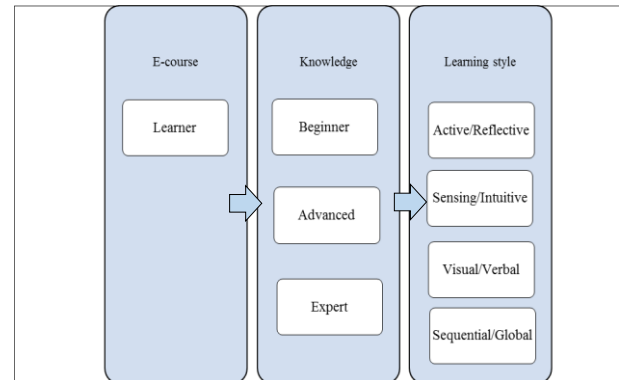 E-course
Learner
Knowledge
Beginner
Advanced
Expert
Learning style
Active/Reflective
Sensing/Intuitive
Visual/Verbal
Sequential/Global